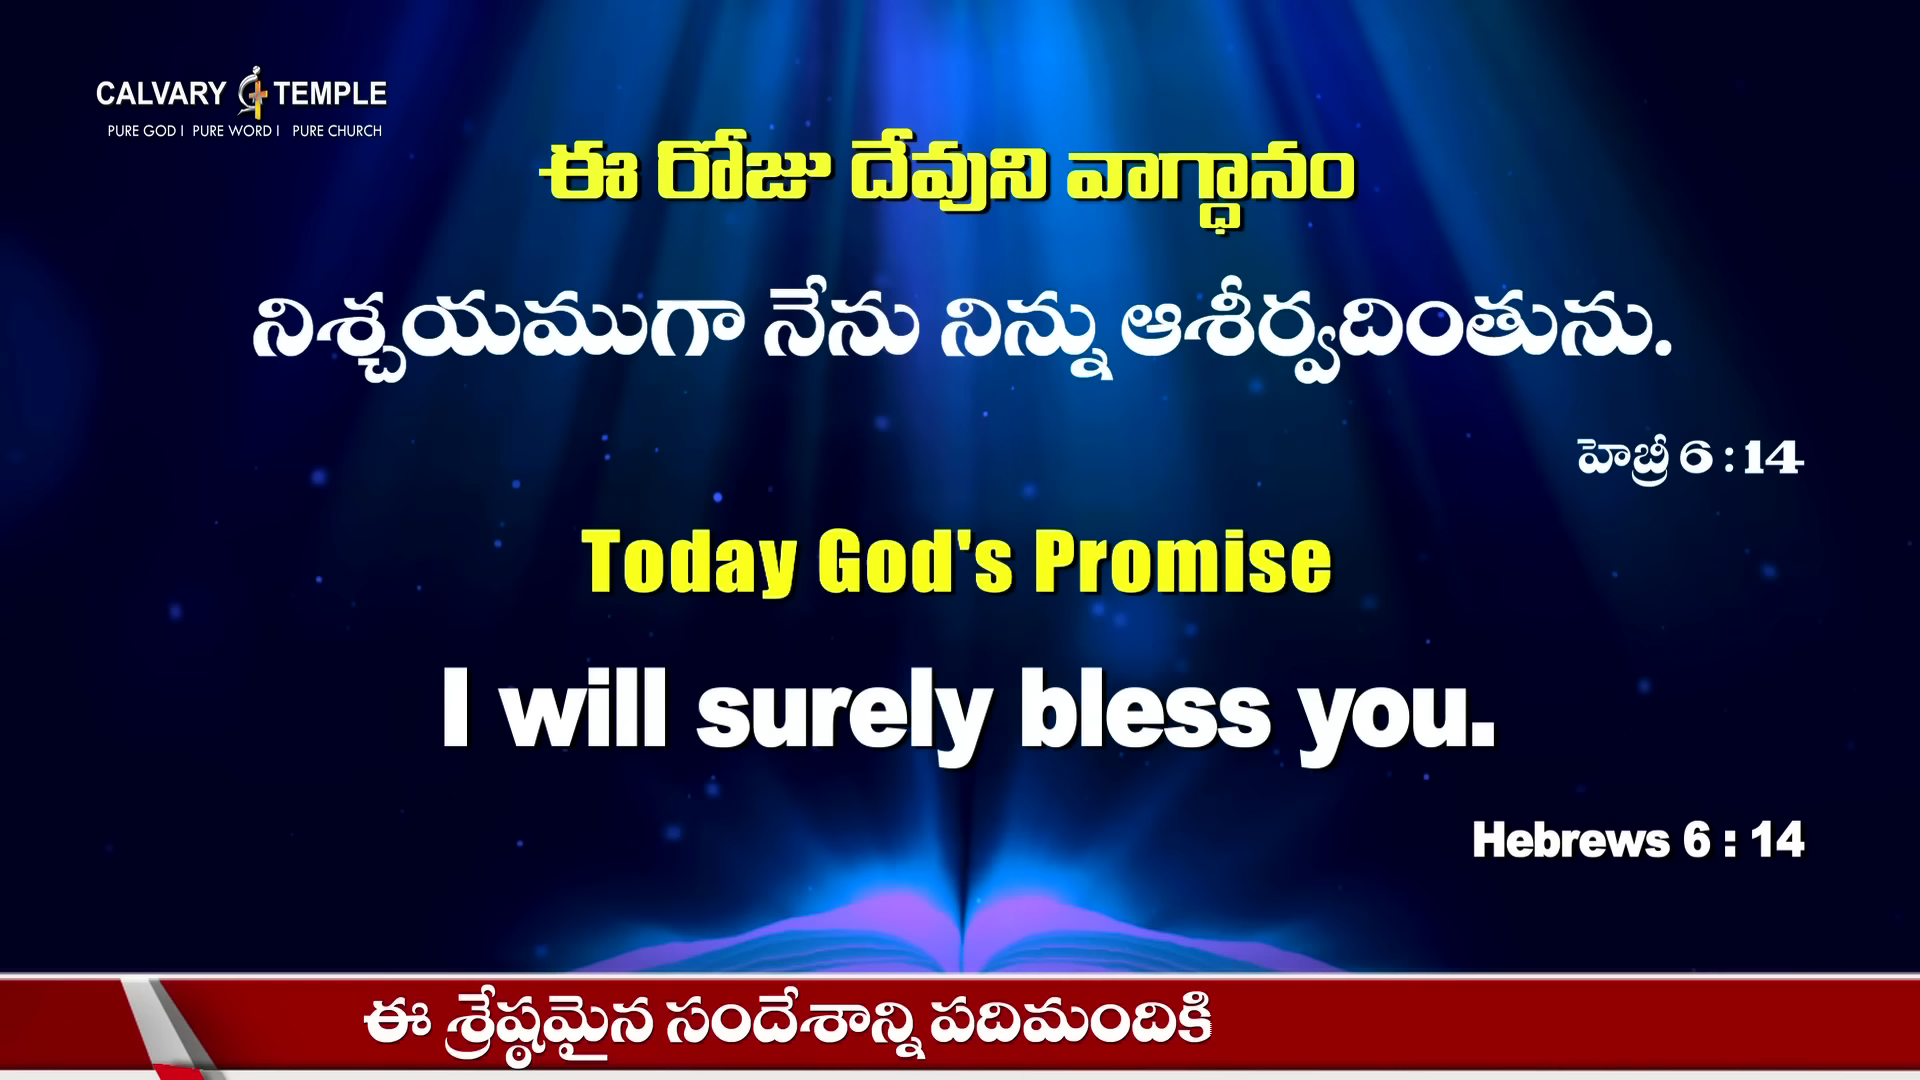 CALVARY TEMPLE
PURE GOD I PURE WORD I PURE CHURCH
ఈ రోజు దేవుని వాగ్ధానం
నిశ్చయముగా నేను నిన్ను ఆశీర్వదింతును.
హెబ్రీ 6 : 14
Today God's Promise
I will surely bless you.
Hebrews 6 : 14
ఈ శ్రేష్ఠమైన సందేశాన్ని పదిమందికి